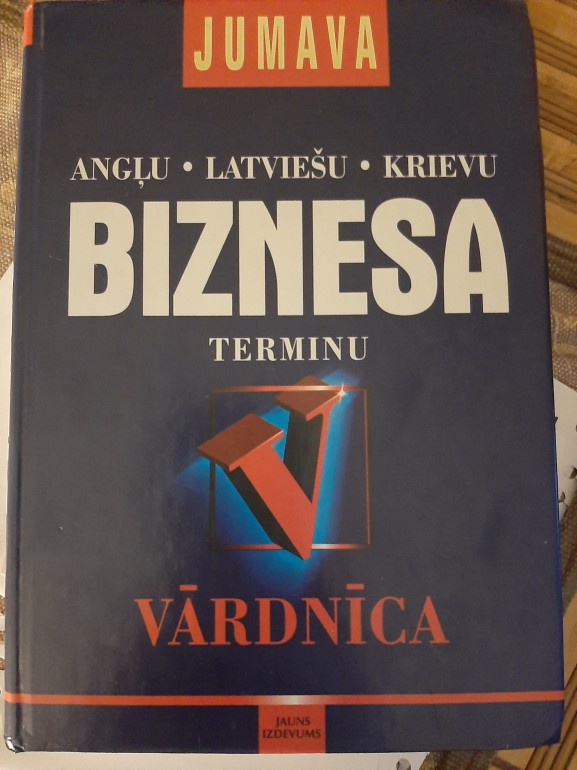 JUMAVA
ANGĻU • LATVIEŠU • KRIEVU
BIZNESA
TERMINU
V
VĀRDNĪCA
JAUNS
IZDEVUMS